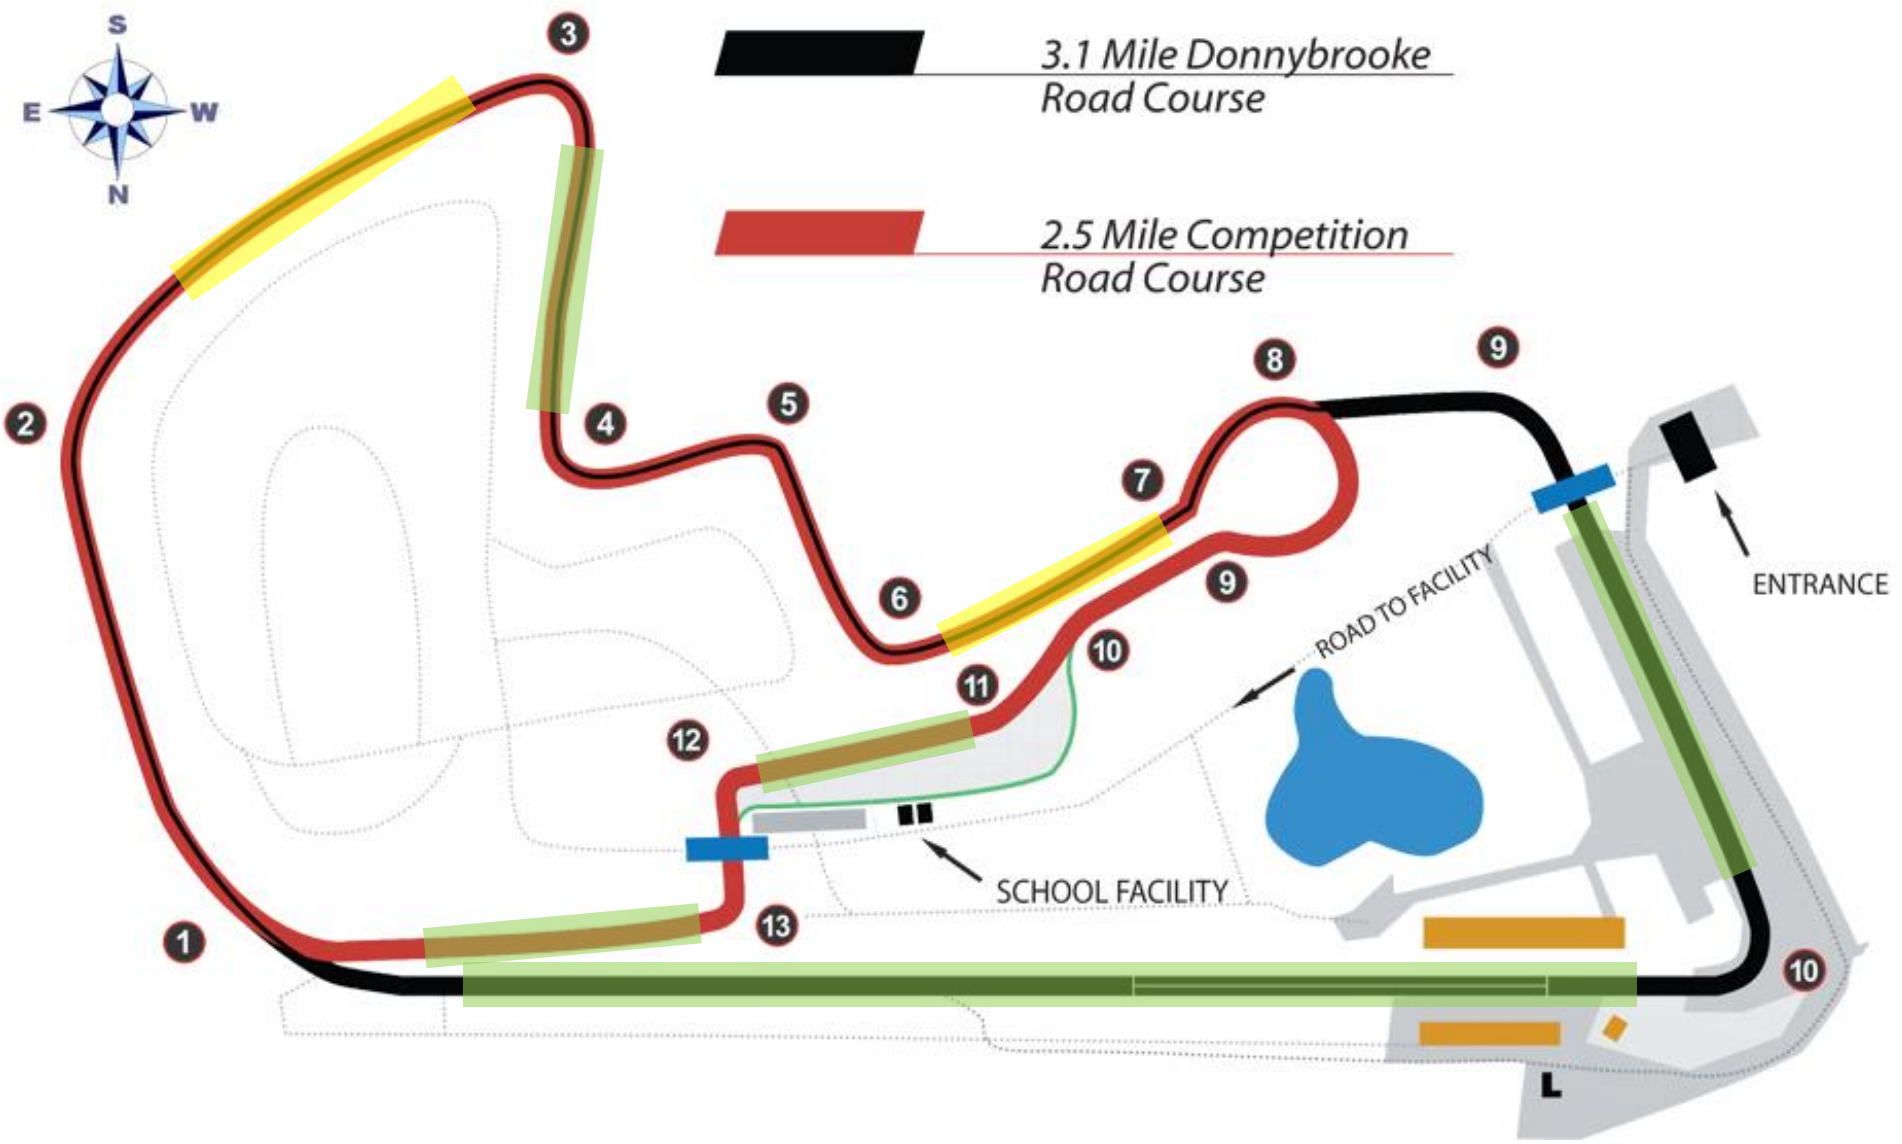 S
E
W
N
3
3.1 Mile Donnybrooke
Road Course
2.5 Mile Competition
Road Course
2
4
5
6
7
8
9
ENTRANCE
ROAD TO FACILITY
9
10
11
12
SCHOOL FACILITY
13
1
10
L